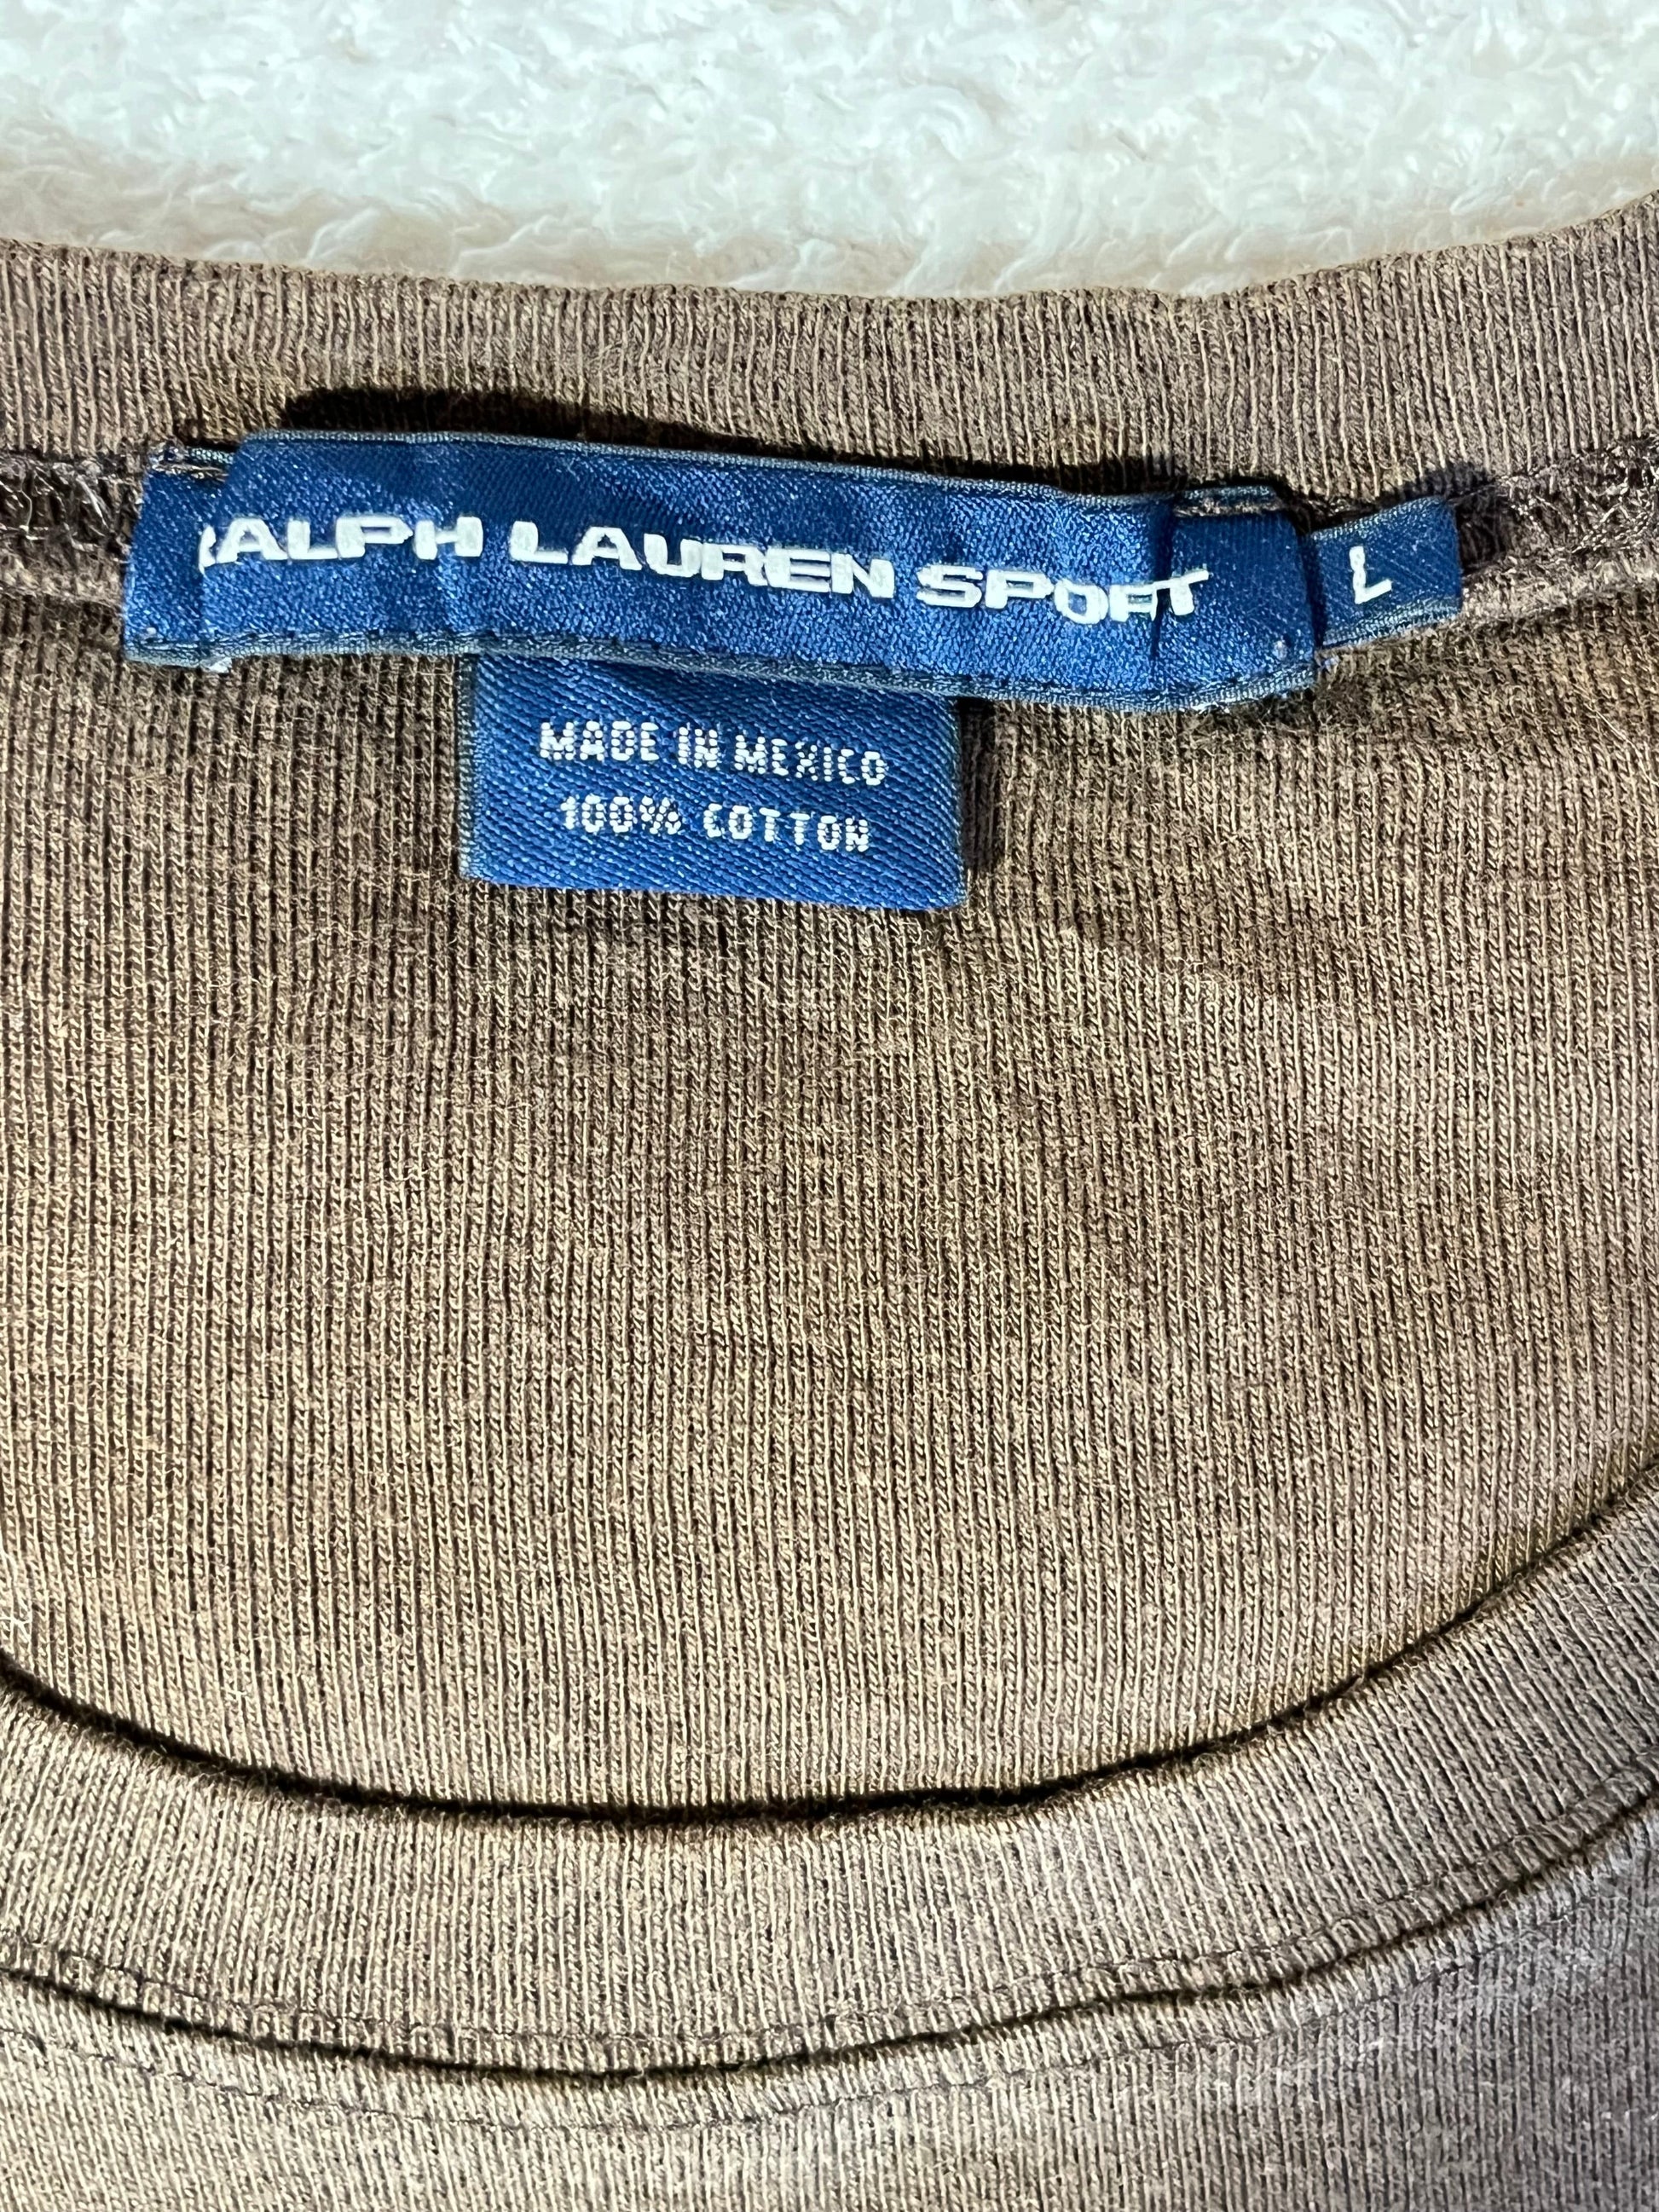 RALPH LAUREN SPORT
L
MADE IN MEXICO
100% COTTON